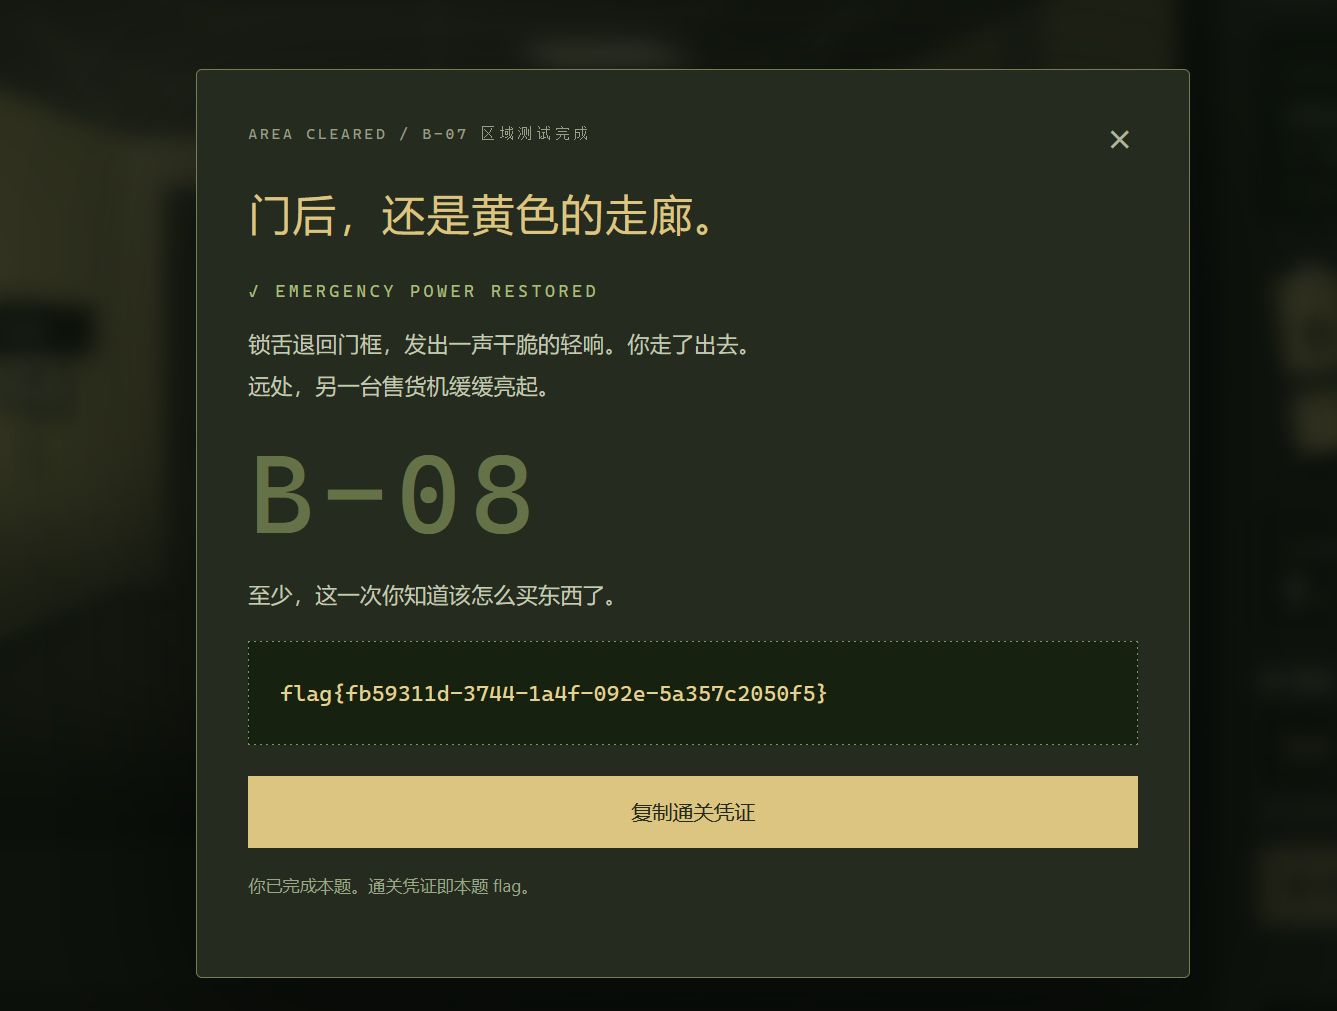 AREA CLEARED / B-07 区域测试完成
×
门后，还是黄色的走廊。
✓ EMERGENCY POWER RESTORED
锁舌退回门框，发出一声干脆的轻响。你走了出去。
远处，另一台售货机缓缓亮起。
B-08
至少，这一次你知道该怎么买东西了。
flag{fb59311d-3744-1a4f-092e-5a357c2050f5}
复制通关凭证
你已完成本题。通关凭证即本题 flag。